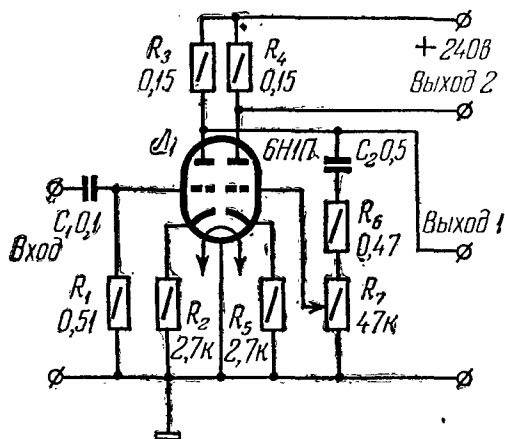 R₃
0,15
R₄
0,15
+ 240в
Выход 2
Л₁
6Н1П
C₂ 0,5
C₁ 0,1
Вход
R₆
0,47
Выход 1
R₁
0,51
R₂
2,7к
R₅
2,7к
R₇
47к